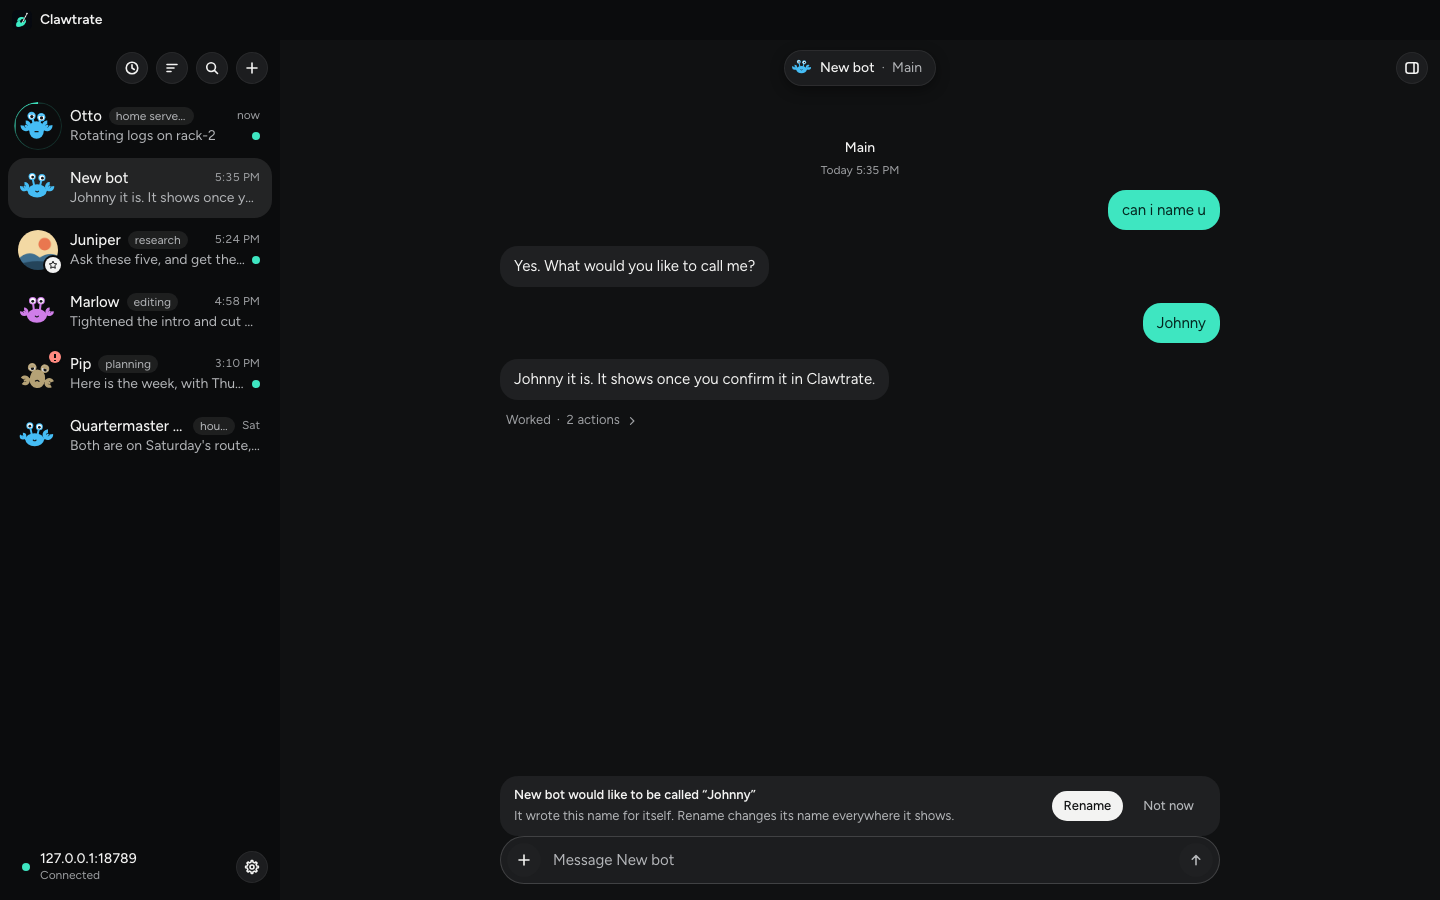 Clawtrate
Otto
home serve...
now
Rotating logs on rack-2
New bot
5:35 PM
Johnny it is. It shows once y...
Juniper
research
5:24 PM
Ask these five, and get the...
Marlow
editing
4:58 PM
Tightened the intro and cut ...
Pip
planning
3:10 PM
Here is the week, with Thu...
Quartermaster ...
hou...
Sat
Both are on Saturday's route,...
127.0.0.1:18789
Connected
New bot · Main
Main
Today 5:35 PM
can i name u
Yes. What would you like to call me?
Johnny
Johnny it is. It shows once you confirm it in Clawtrate.
Worked · 2 actions
New bot would like to be called “Johnny”
It wrote this name for itself. Rename changes its name everywhere it shows.
Rename
Not now
Message New bot